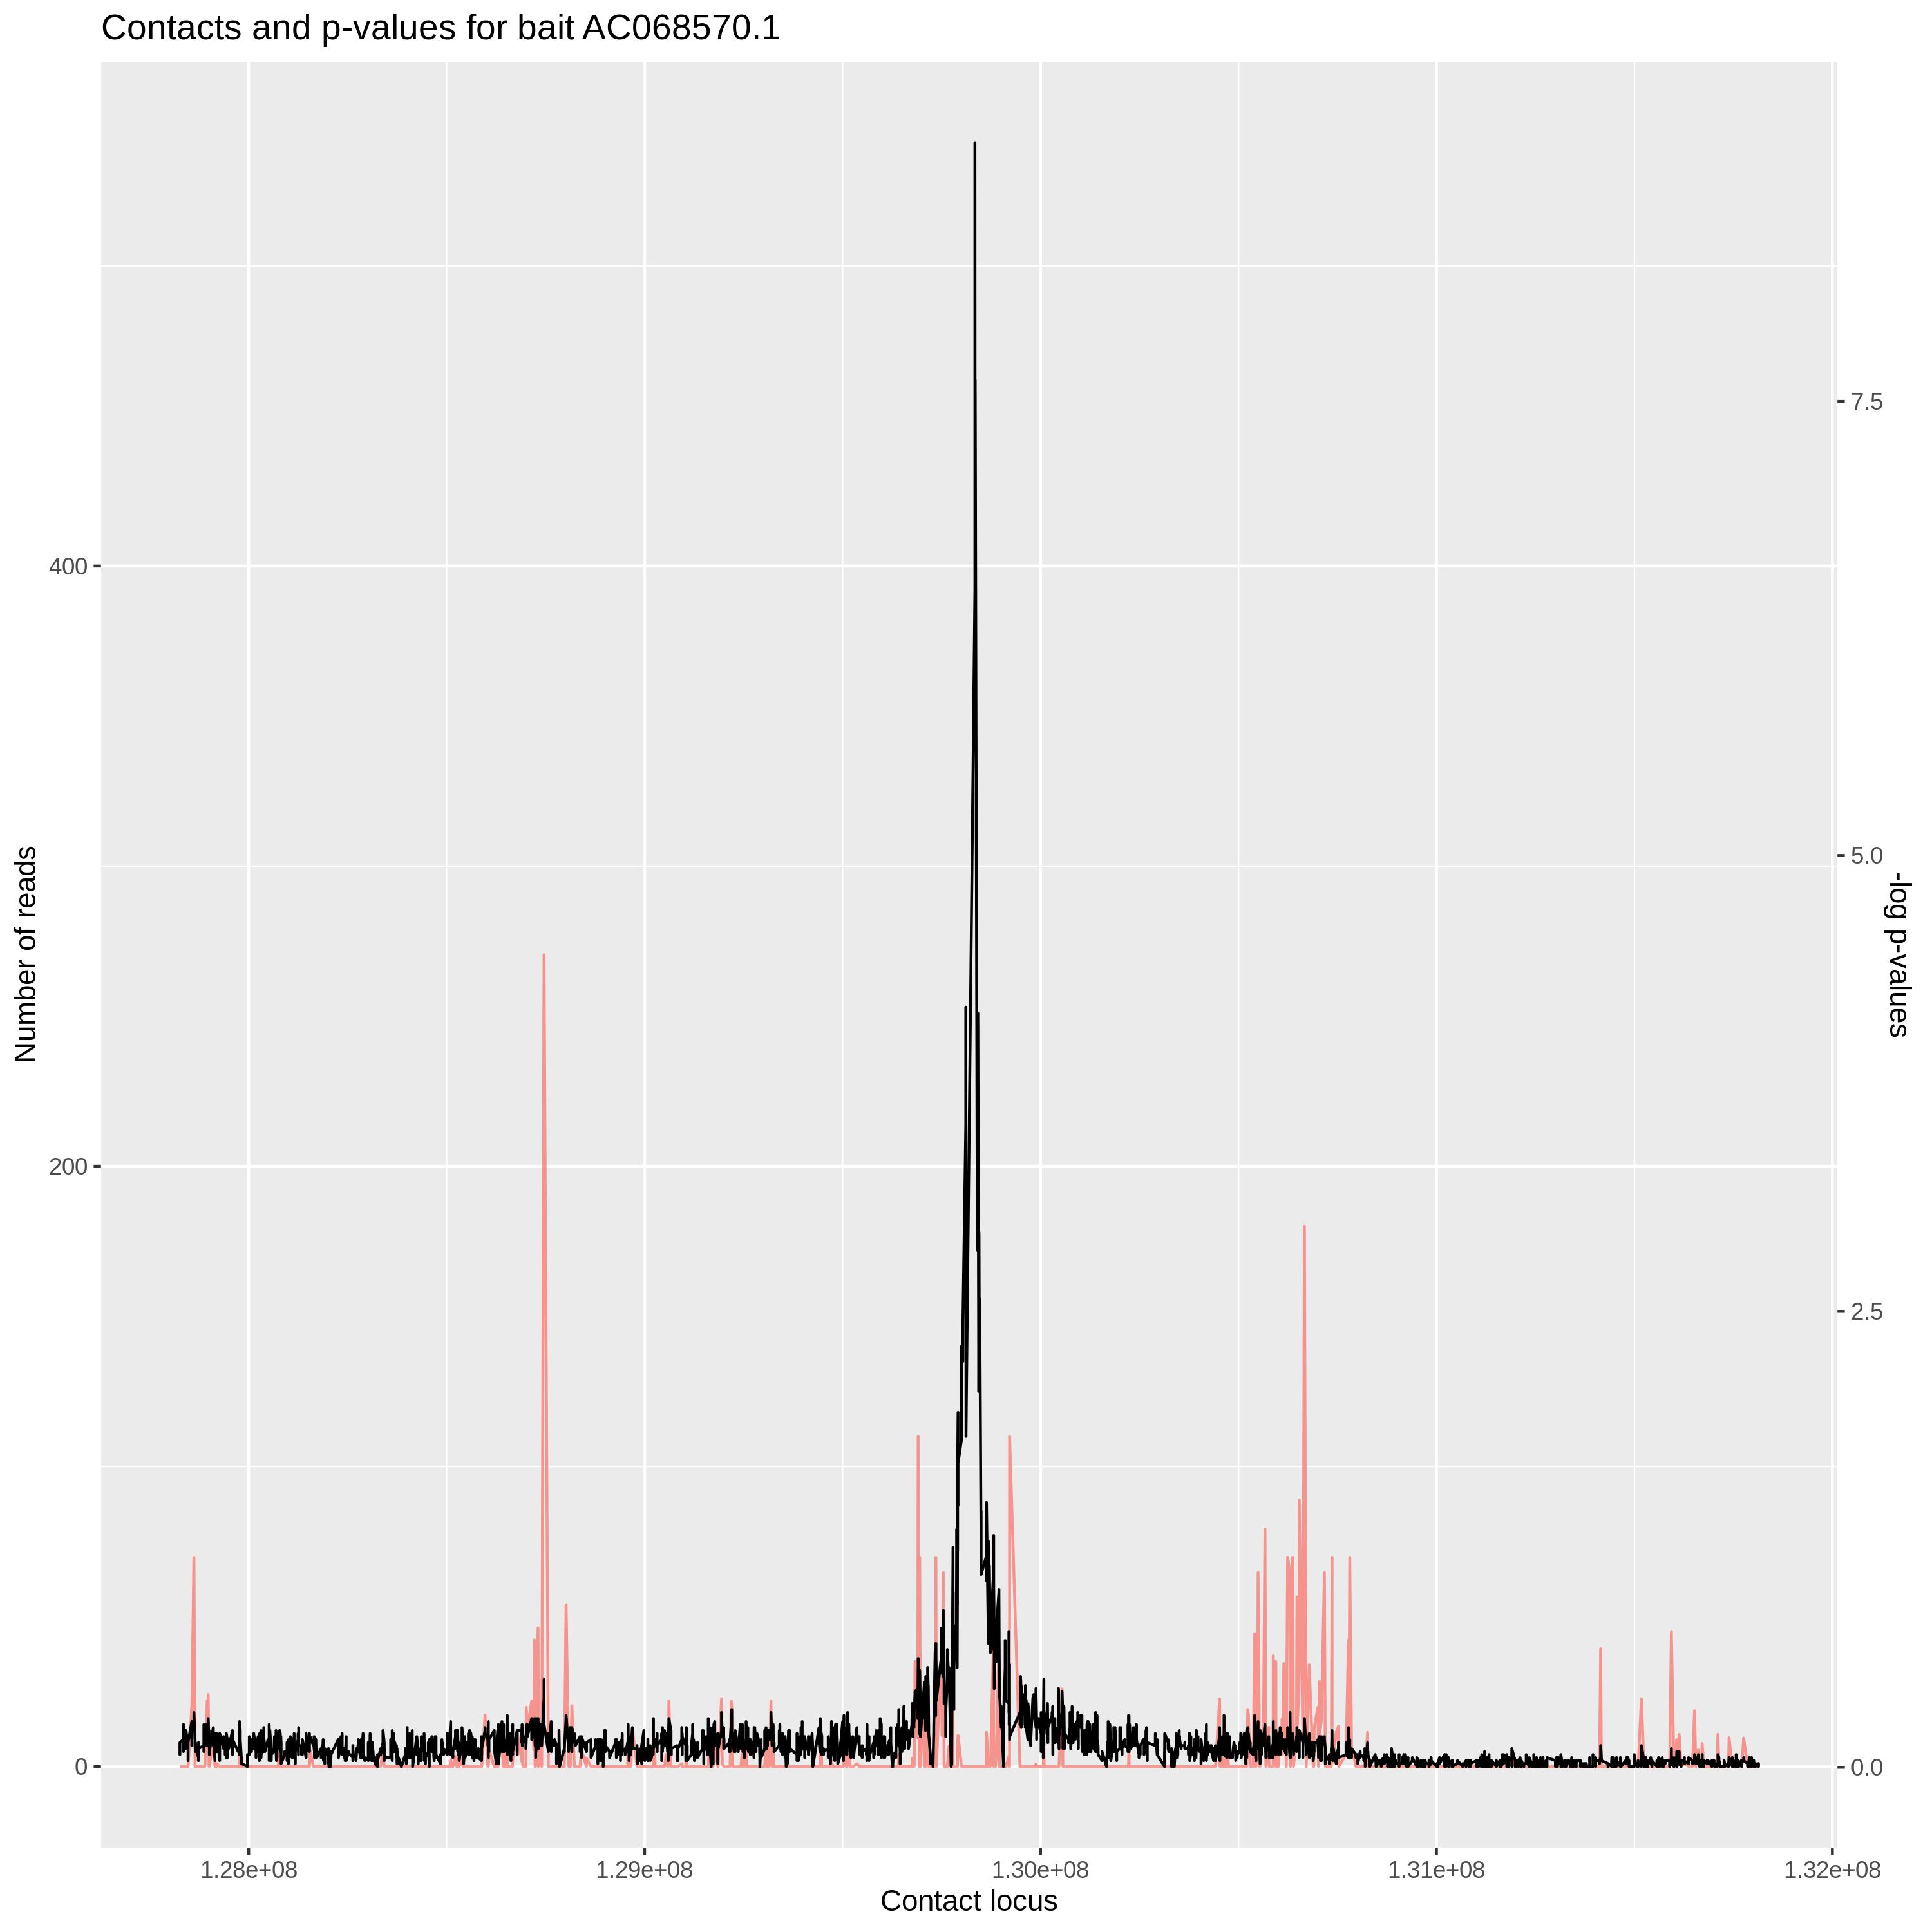 Contacts and p-values for bait AC068570.1
Number of reads
400
200
0
7.5
5.0
2.5
0.0
-log p-values
1.28e+08
1.29e+08
1.30e+08
1.31e+08
1.32e+08
Contact locus